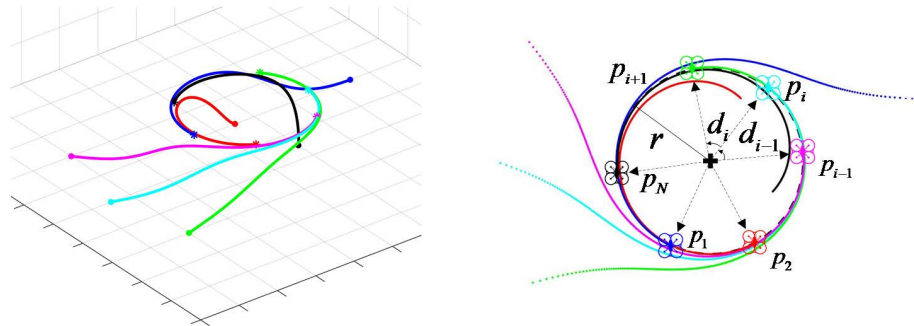 p_{i+1}
p_i
d_i
d_{i-1}
r
p_{i-1}
p_N
p_1
p_2